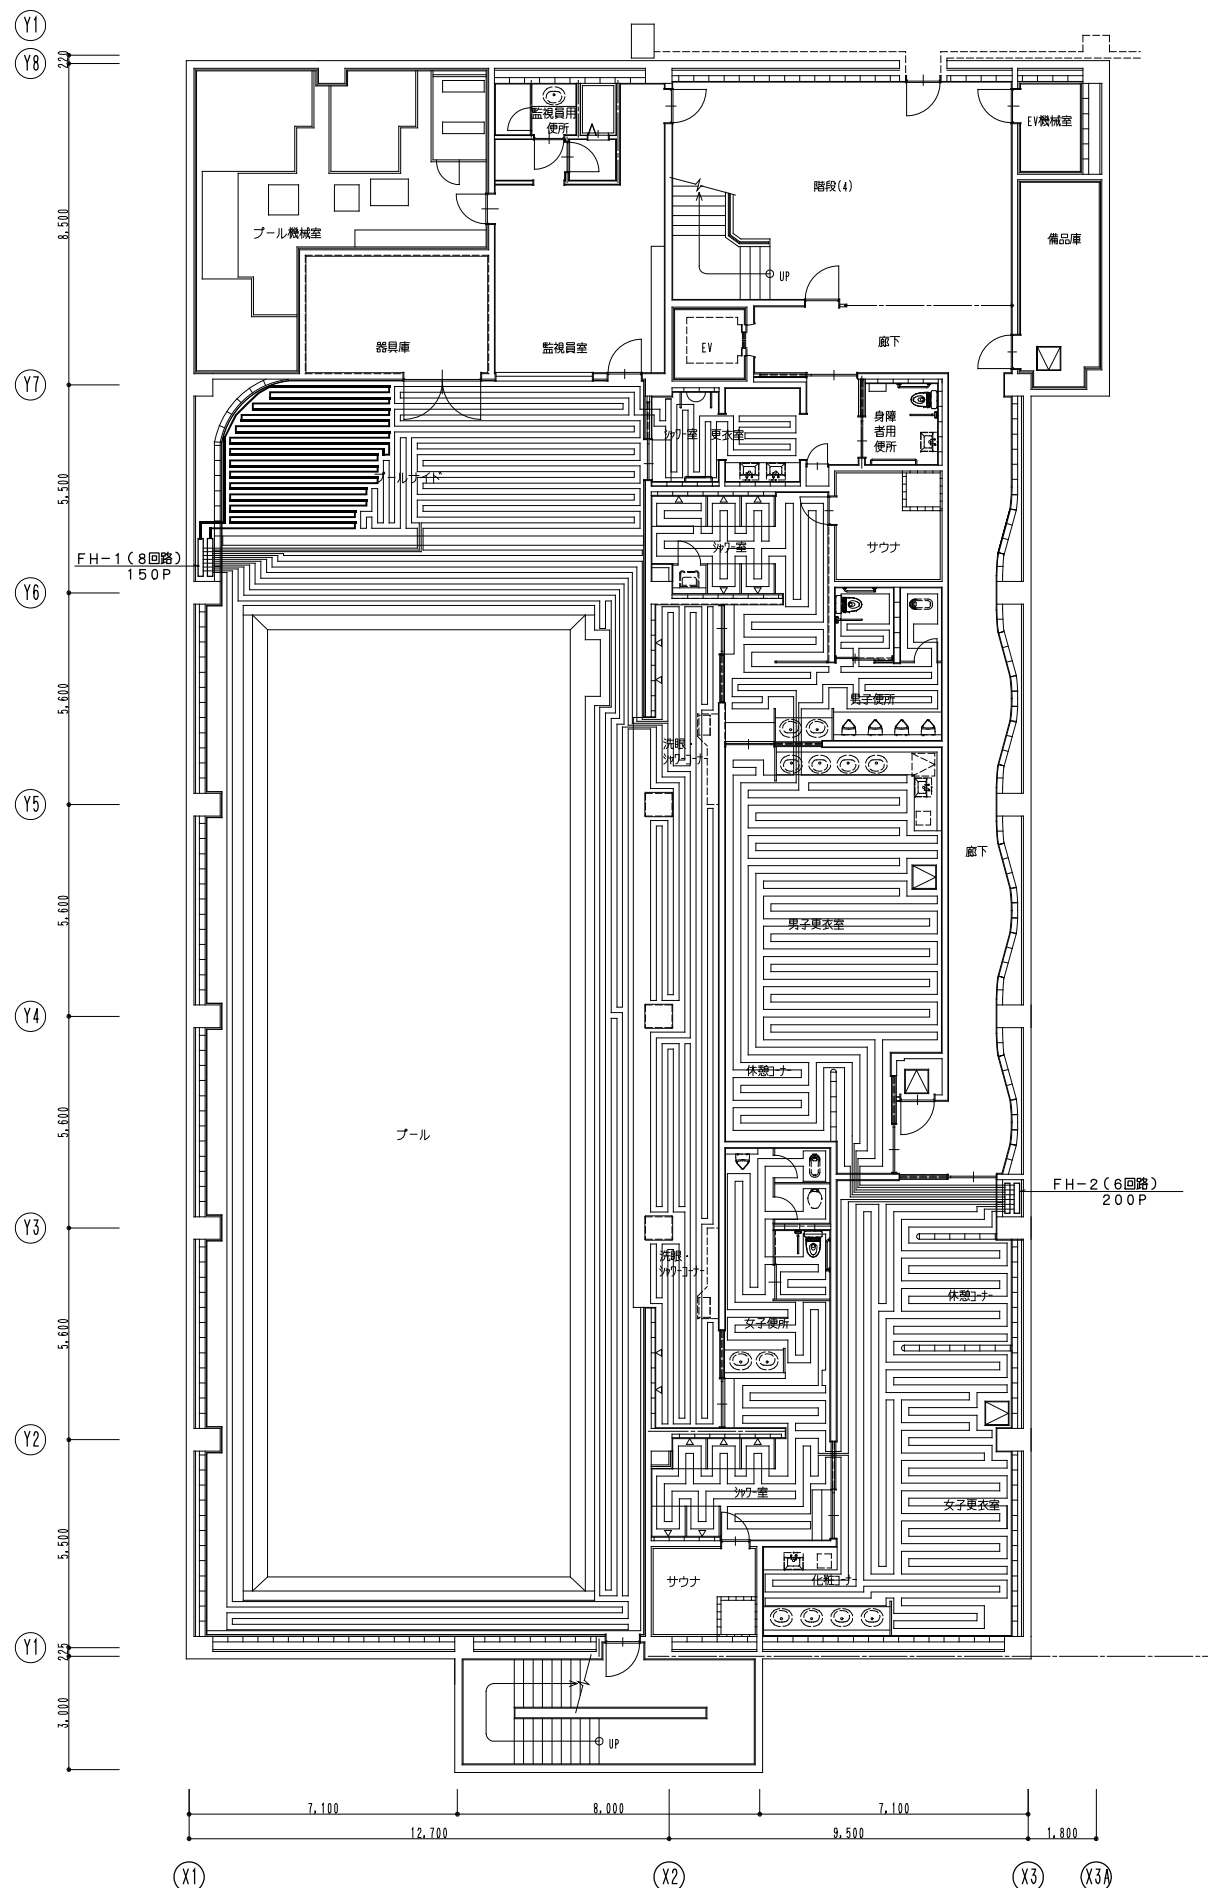 Y1
Y8
220
監視員用
便所
EV機械室
階段(4)
8,500
プール機械室
備品庫
UP
器具庫
監視員室
EV
廊下
Y7
身障
者用
便所
シャワー室
更衣室
プールサイド
5,500
シャワー室
サウナ
FH-1(8回路)
150P
Y6
5,600
男子便所
洗眼・
シャワーコーナー
Y5
廊下
5,600
男子更衣室
Y4
休憩コーナー
5,600
プール
FH-2(6回路)
200P
Y3
洗眼・
シャワーコーナー
休憩コーナー
女子便所
5,600
Y2
シャワー室
女子更衣室
5,500
サウナ
化粧コーナー
Y1
225
3,000
UP
7,100
8,000
7,100
12,700
9,500
1,800
X1
X2
X3
X3A